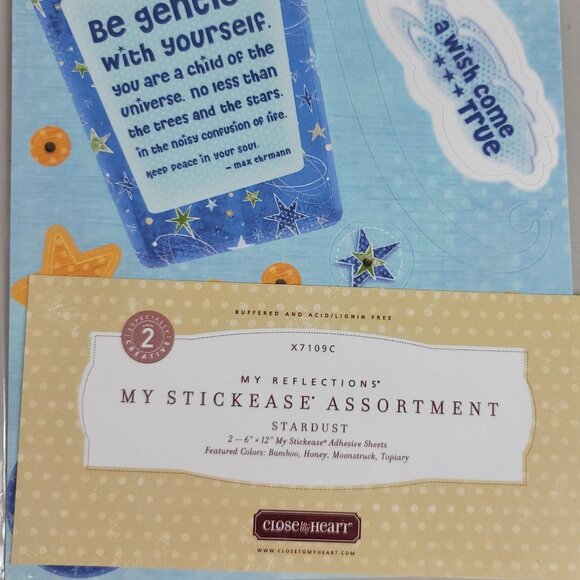 Be gentle
with yourself.
you are a child of the
universe. no less than
the trees and the stars.
in the noisy confusion of life.
keep peace in your soul.
– max ehrmann
a wish come
True
BUFFERED AND ACID/LIGNIN FREE
ESPECIALLY
LEVEL
2
CREATIVE
X7109C
MY REFLECTIONS®
MY STICKEASE® ASSORTMENT
STARDUST
2 – 6" × 12" My Stickease® Adhesive Sheets
Featured Colors: Bamboo, Honey, Moonstruck, Topiary
CLOSE to my HEART®
WWW.CLOSETOMYHEART.COM